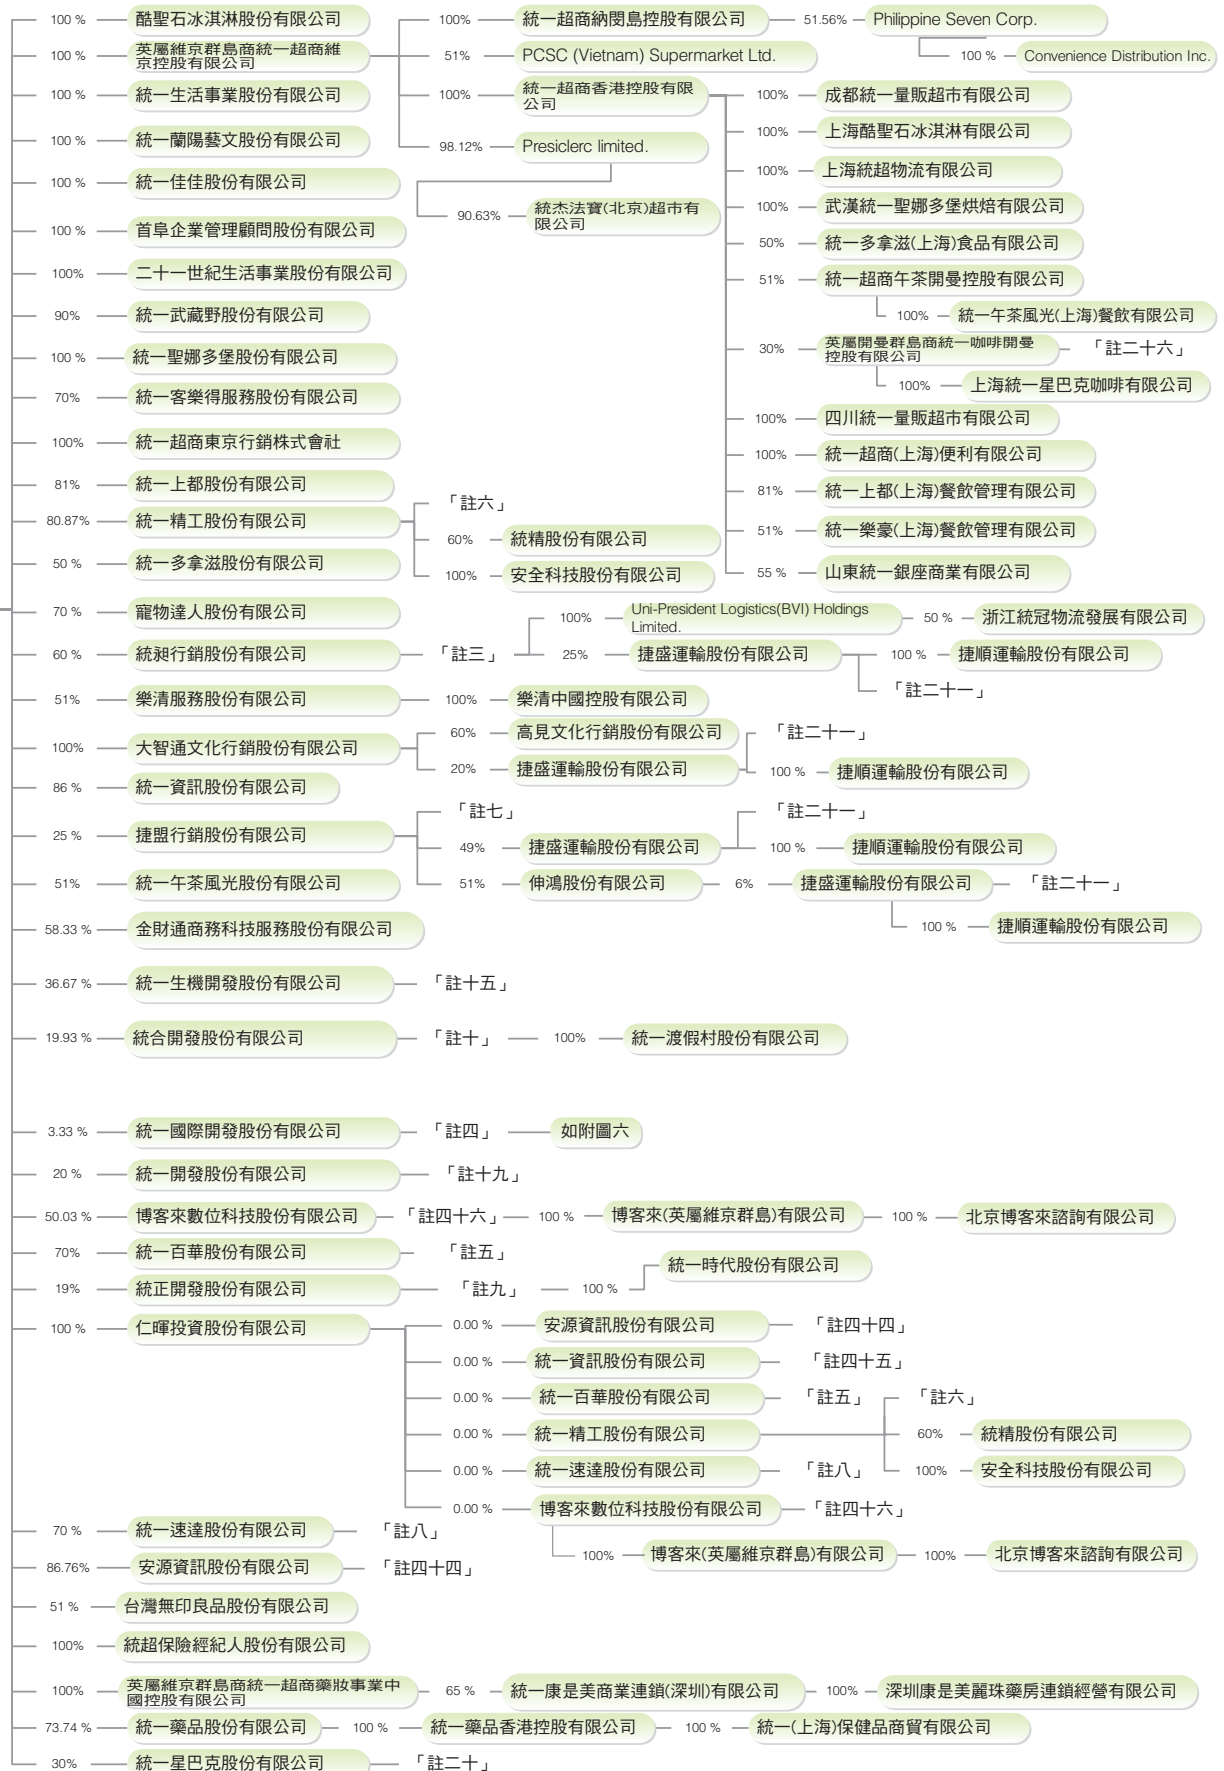 100 % 酷聖石冰淇淋股份有限公司 100% 統一超商納閩島控股有限公司 51.56% Philippine Seven Corp.
100 % 英屬維京群島商統一超商維
京控股有限公司 51% PCSC (Vietnam) Supermarket Ltd. 100 % Convenience Distribution Inc.
100 % 統一生活事業股份有限公司 100% 統一超商香港控股有限
公司 100% 成都統一量販超市有限公司
100% 上海酷聖石冰淇淋有限公司
100 % 統一蘭陽藝文股份有限公司 98.12% Presiclerc limited.
100% 上海統超物流有限公司
100 % 統一佳佳股份有限公司
90.63% 統杰法寶(北京)超市有
限公司 100% 武漢統一聖娜多堡烘焙有限公司
100 % 首阜企業管理顧問股份有限公司
50% 統一多拿滋(上海)食品有限公司
100% 二十一世紀生活事業股份有限公司 51% 統一超商午茶開曼控股有限公司
90% 統一武藏野股份有限公司 100% 統一午茶風光(上海)餐飲有限公司
100 % 統一聖娜多堡股份有限公司 30% 英屬開曼群島商統一咖啡開曼
控股有限公司 「註二十六」
100% 上海統一星巴克咖啡有限公司
70% 統一客樂得服務股份有限公司
100% 四川統一量販超市有限公司
100% 統一超商東京行銷株式會社
100% 統一超商(上海)便利有限公司
81% 統一上都股份有限公司 81% 統一上都(上海)餐飲管理有限公司
「註六」
80.87% 統一精工股份有限公司 60% 統精股份有限公司 51% 統一樂豪(上海)餐飲管理有限公司
50 % 統一多拿滋股份有限公司 100% 安全科技股份有限公司 55 % 山東統一銀座商業有限公司
70 % 寵物達人股份有限公司 100% Uni-President Logistics(BVI) Holdings
Limited. 50 % 浙江統冠物流發展有限公司
60 % 統昶行銷股份有限公司 「註三」 25% 捷盛運輸股份有限公司 100 % 捷順運輸股份有限公司
「註二十一」
51% 樂清服務股份有限公司 100% 樂清中國控股有限公司
60% 高見文化行銷股份有限公司 「註二十一」
100% 大智通文化行銷股份有限公司
20% 捷盛運輸股份有限公司 100 % 捷順運輸股份有限公司
86 % 統一資訊股份有限公司
「註七」 「註二十一」
25 % 捷盟行銷股份有限公司
49% 捷盛運輸股份有限公司 100 % 捷順運輸股份有限公司
51% 統一午茶風光股份有限公司 51% 伸鴻股份有限公司 6% 捷盛運輸股份有限公司 「註二十一」
58.33 % 金財通商務科技服務股份有限公司 100 % 捷順運輸股份有限公司
36.67 % 統一生機開發股份有限公司 「註十五」
19.93 % 統合開發股份有限公司 「註十」 100% 統一渡假村股份有限公司
3.33 % 統一國際開發股份有限公司 「註四」 如附圖六
20 % 統一開發股份有限公司 「註十九」
50.03 % 博客來數位科技股份有限公司 「註四十六」 100 % 博客來(英屬維京群島)有限公司 100 % 北京博客來諮詢有限公司
70% 統一百華股份有限公司 「註五」
19% 統正開發股份有限公司 「註九」 100 % 統一時代股份有限公司
100 % 仁暉投資股份有限公司 0.00 % 安源資訊股份有限公司 「註四十四」
0.00 % 統一資訊股份有限公司 「註四十五」
0.00 % 統一百華股份有限公司 「註五」 「註六」
0.00 % 統一精工股份有限公司 60% 統精股份有限公司
0.00 % 統一速達股份有限公司 「註八」 100% 安全科技股份有限公司
0.00 % 博客來數位科技股份有限公司 「註四十六」
70 % 統一速達股份有限公司 「註八」
100% 博客來(英屬維京群島)有限公司 100% 北京博客來諮詢有限公司
86.76% 安源資訊股份有限公司 「註四十四」
51 % 台灣無印良品股份有限公司
100% 統超保險經紀人股份有限公司
100% 英屬維京群島商統一超商藥妝事業中
國控股有限公司 65 % 統一康是美商業連鎖(深圳)有限公司 100% 深圳康是美麗珠藥房連鎖經營有限公司
73.74 % 統一藥品股份有限公司 100 % 統一藥品香港控股有限公司 100 % 統一(上海)保健品商貿有限公司
30% 統一星巴克股份有限公司 「註二十」